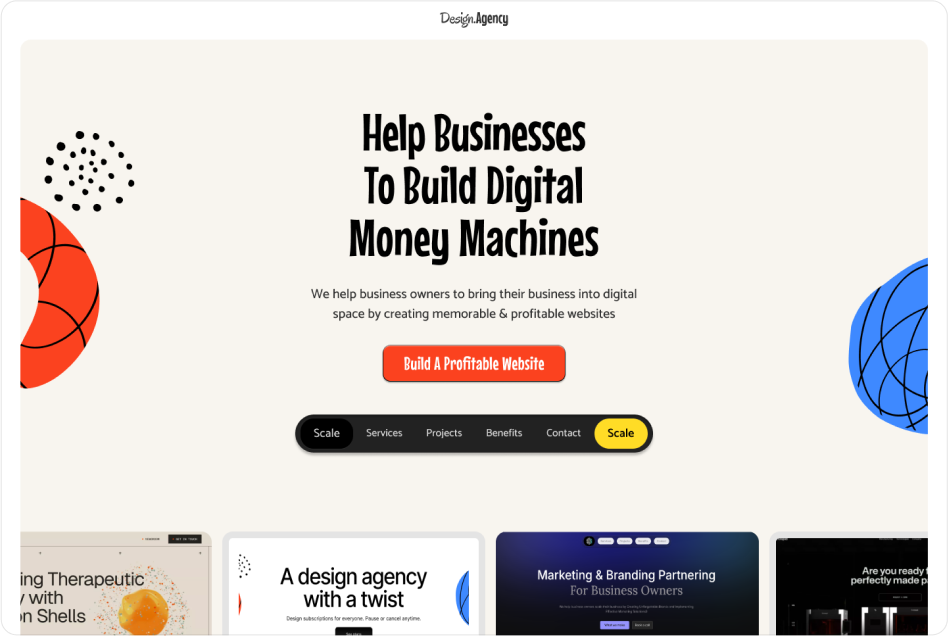 Design.Agency
Help Businesses
To Build Digital
Money Machines
We help business owners to bring their business into digital
space by creating memorable & profitable websites
Build A Profitable Website
Scale Services Projects Benefits Contact Scale
ing Therapeutic
y with
n Shells
A design agency
with a twist
Design subscriptions for everyone. Pause or cancel anytime.
Marketing & Branding Partnering
For Business Owners
Are you ready f
perfectly made p